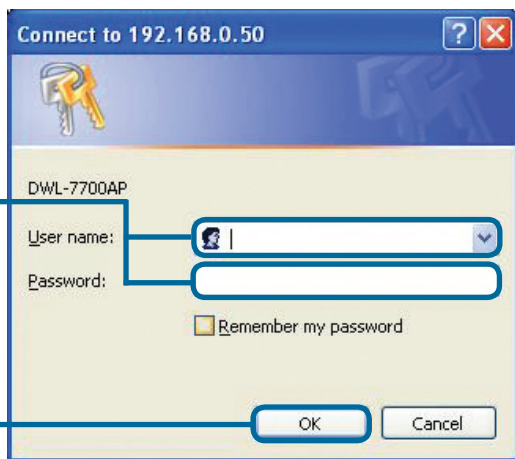 Connect to 192.168.0.50
?
DWL-7700AP
User name:
Password:
Remember my password
OK
Cancel